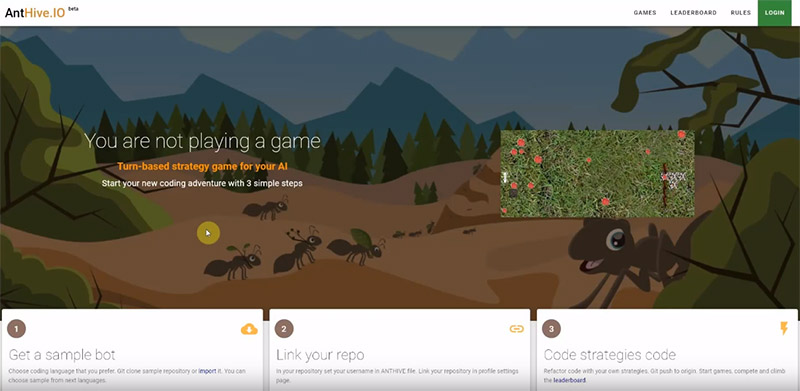 AntHive.IO beta
GAMES LEADERBOARD RULES LOGIN
You are not playing a game
Turn-based strategy game for your AI
Start your new coding adventure with 3 simple steps
1
Get a sample bot
Choose coding language that you prefer. Git clone sample repository or import it. You can
choose sample from next languages.
2
Link your repo
In your repository set your username in ANTHIVE file. Link your repository in profile settings
page.
3
Code strategies code
Refactor code with your own strategies. Git push to origin. Start games, compete and climb
the leaderboard.